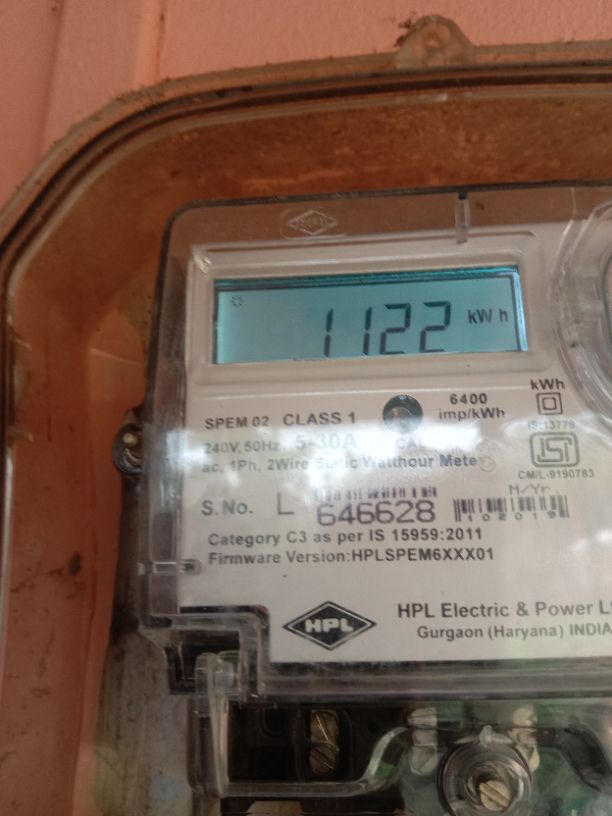 1122 kWh
SPEM 02 CLASS 1
6400
imp/kWh
kWh
240V, 50Hz 5-30A
CAL
IS:13779
ac, 1Ph, 2Wire Static Watthour Meter
CM/L-9190783
M/Yr.
S.No. L 646628
102019
Category C3 as per IS 15959:2011
Firmware Version:HPLSPEM6XXX01
HPL
HPL Electric & Power
Gurgaon (Haryana) INDIA